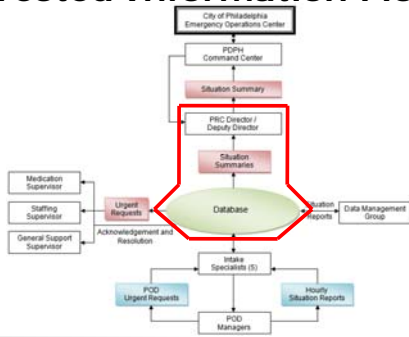 City of Philadelphia
Emergency Operations Center
PDPH
Command Center
Situation Summary
PRC Director /
Deputy Director
Situation
Summaries
Medication
Supervisor
Staffing
Supervisor
General Support
Supervisor
Urgent
Requests
Acknowledgement and
Resolution
Database
Situation
Reports
Data Management
Group
Intake
Specialists (5)
POD
Urgent Requests
Hourly
Situation Reports
POD
Managers